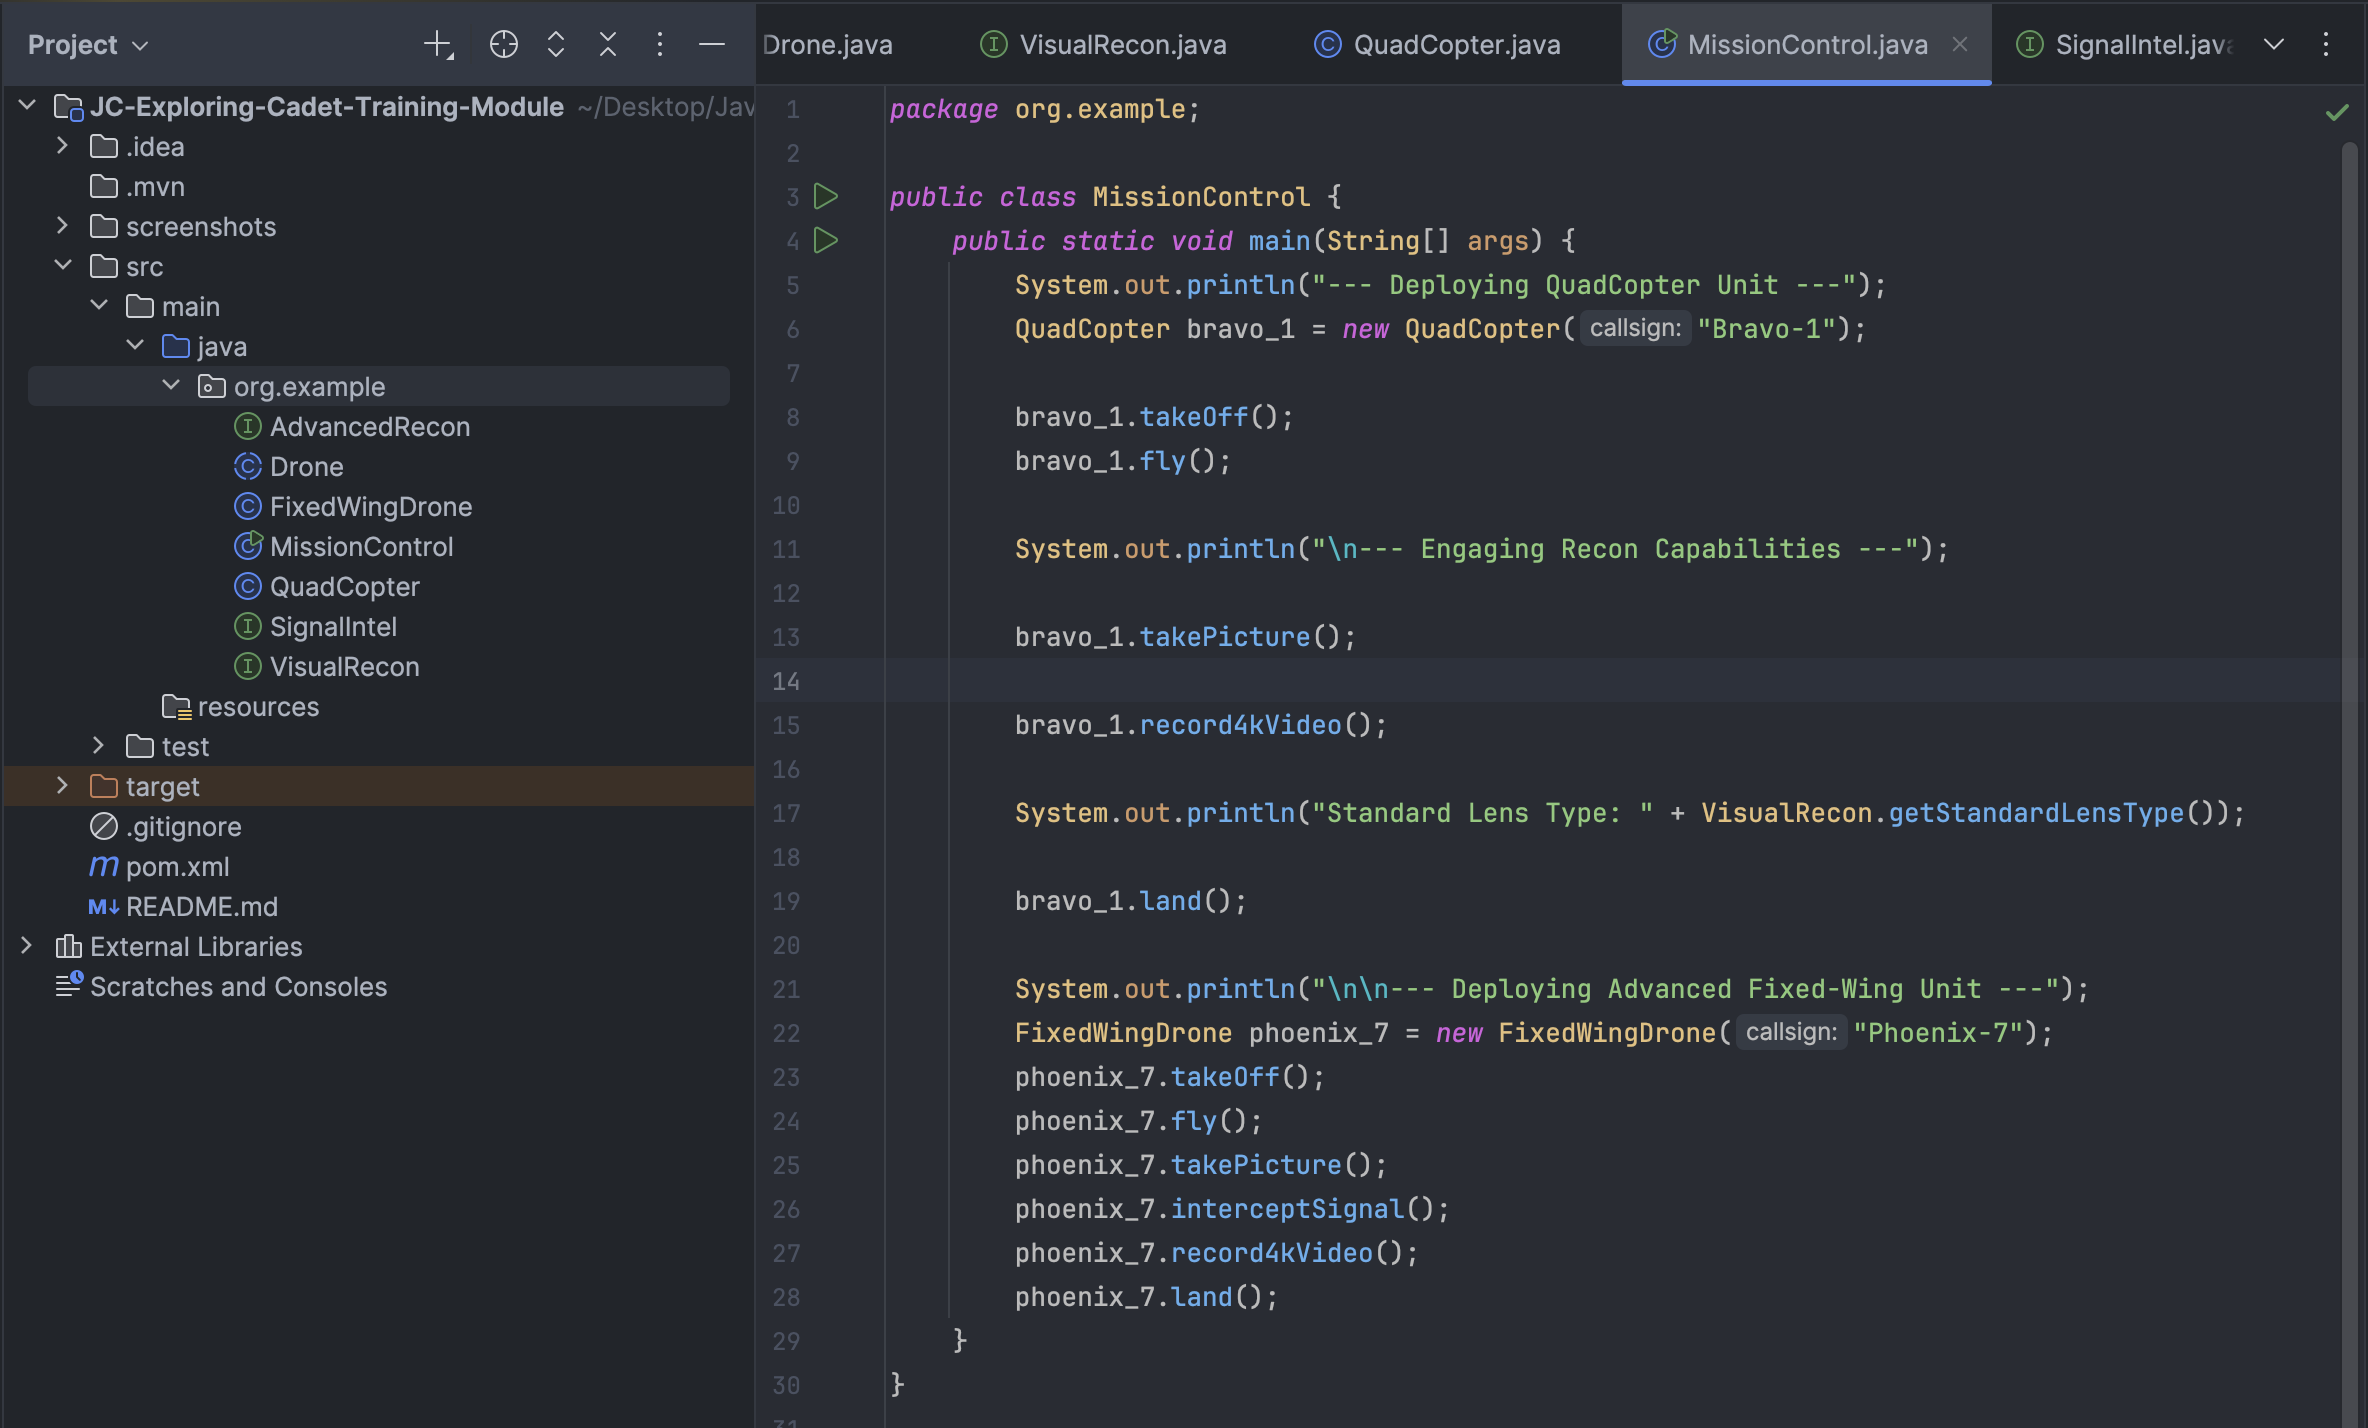 Project
JC-Exploring-Cadet-Training-Module ~/Desktop/Jav
.idea
.mvn
screenshots
src
main
java
org.example
AdvancedRecon
Drone
FixedWingDrone
MissionControl
QuadCopter
SignalIntel
VisualRecon
resources
test
target
.gitignore
pom.xml
README.md
External Libraries
Scratches and Consoles
Drone.java VisualRecon.java QuadCopter.java MissionControl.java SignalIntel.jav
1 package org.example;
2
3 public class MissionControl {
4 public static void main(String[] args) {
5 System.out.println("--- Deploying QuadCopter Unit ---");
6 QuadCopter bravo_1 = new QuadCopter( callsign: "Bravo-1");
7
8 bravo_1.takeOff();
9 bravo_1.fly();
10
11 System.out.println("\n--- Engaging Recon Capabilities ---");
12
13 bravo_1.takePicture();
14
15 bravo_1.record4kVideo();
16
17 System.out.println("Standard Lens Type: " + VisualRecon.getStandardLensType());
18
19 bravo_1.land();
20
21 System.out.println("\n\n--- Deploying Advanced Fixed-Wing Unit ---");
22 FixedWingDrone phoenix_7 = new FixedWingDrone( callsign: "Phoenix-7");
23 phoenix_7.takeOff();
24 phoenix_7.fly();
25 phoenix_7.takePicture();
26 phoenix_7.interceptSignal();
27 phoenix_7.record4kVideo();
28 phoenix_7.land();
29 }
30 }
31